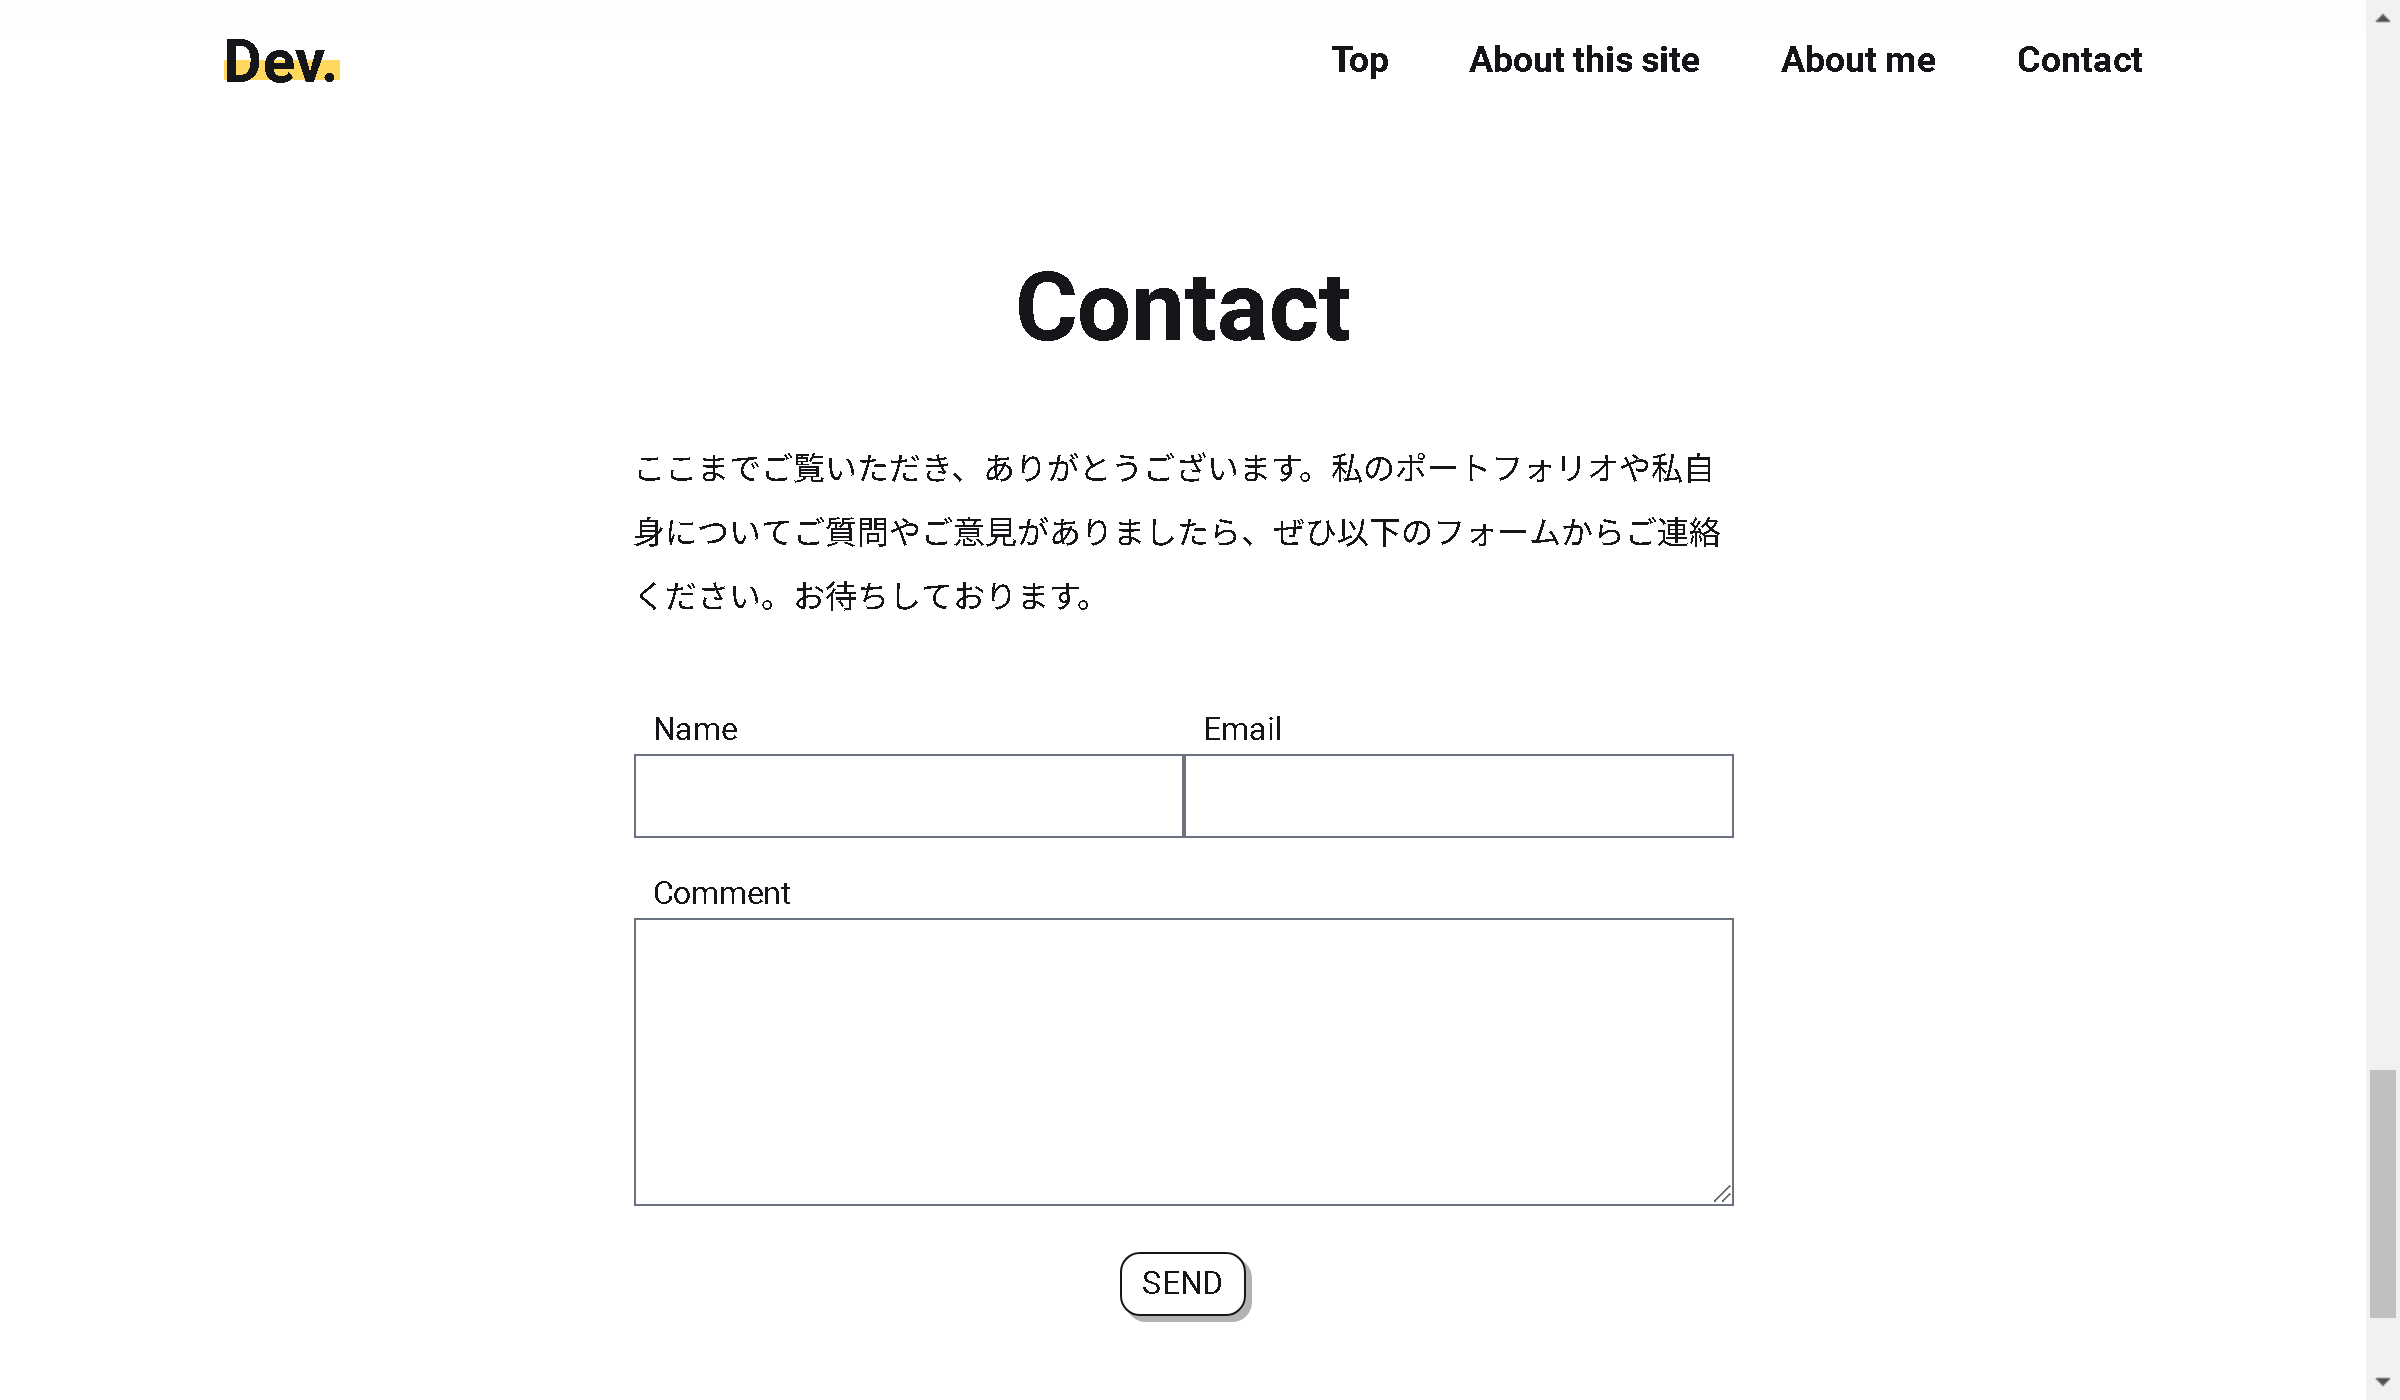 Dev.
Top
About this site
About me
Contact
Contact
ここまでご覧いただき、ありがとうございます。私のポートフォリオや私自
身についてご質問やご意見がありましたら、ぜひ以下のフォームからご連絡
ください。お待ちしております。
Name
Email
Comment
SEND